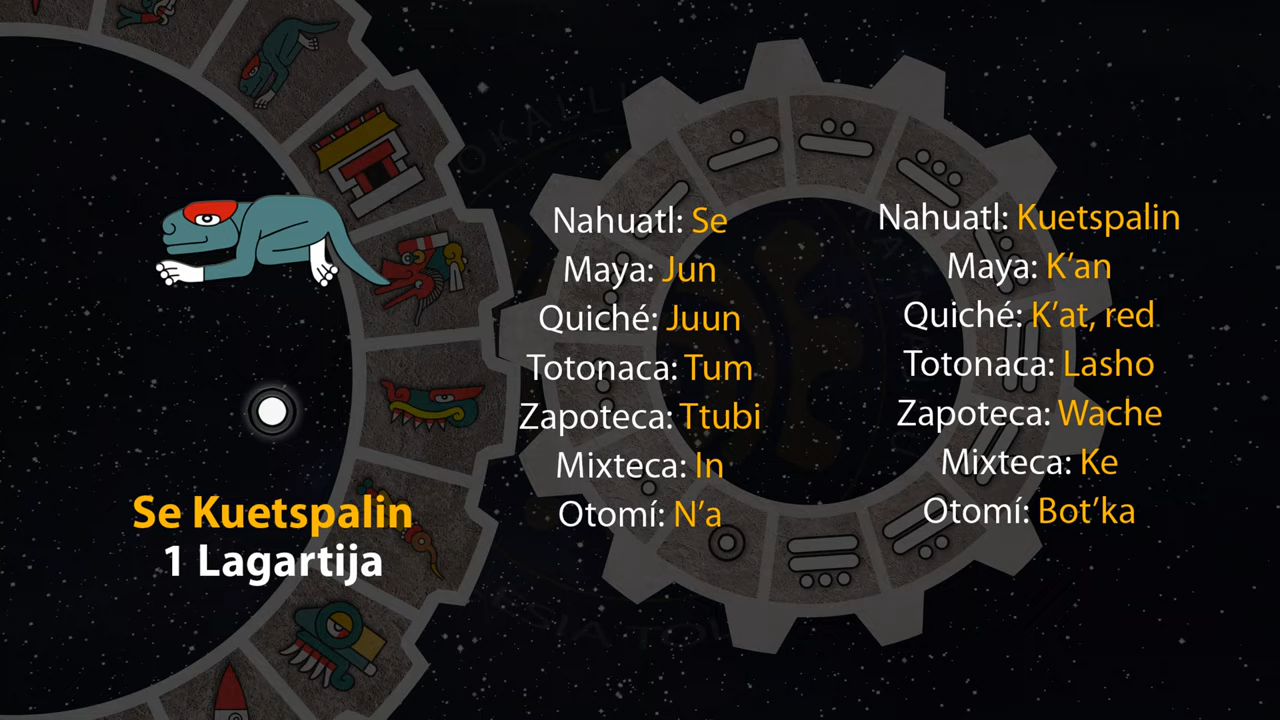 Se Kuetspalin
1 Lagartija
Nahuatl: Se
Maya: Jun
Quiché: Juun
Totonaca: Tum
Zapoteca: Ttubi
Mixteca: In
Otomí: N’a
Nahuatl: Kuetspalin
Maya: K’an
Quiché: K’at, red
Totonaca: Lasho
Zapoteca: Wache
Mixteca: Ke
Otomí: Bot’ka